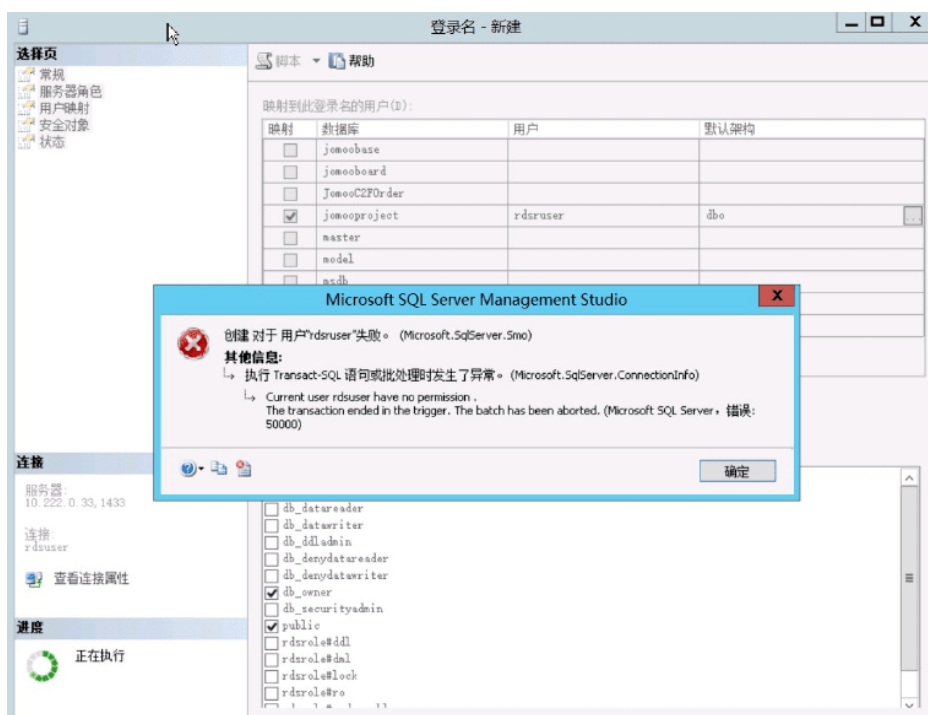 登录名 - 新建
选择页
常规
服务器角色
用户映射
安全对象
状态
脚本
帮助
映射到此登录名的用户(D):
映射 数据库 用户 默认架构
jomoobase
jomooboard
JomooC2FOrder
jomooproject rdsruser dbo ...
master
model
msdb
Microsoft SQL Server Management Studio
创建 对于 用户"rdsruser"失败。 (Microsoft.SqlServer.Smo)
其他信息:
执行 Transact-SQL 语句或批处理时发生了异常。 (Microsoft.SqlServer.ConnectionInfo)
Current user rdsuser have no permission .
The transaction ended in the trigger. The batch has been aborted. (Microsoft SQL Server，错误:
50000)
确定
连接
服务器:
10.222.0.33,1433
连接:
rdsuser
查看连接属性
进度
正在执行
db_datareader
db_datawriter
db_ddladmin
db_denydatareader
db_denydatawriter
db_owner
db_securityadmin
public
rdsrole#ddl
rdsrole#dml
rdsrole#lock
rdsrole#ro